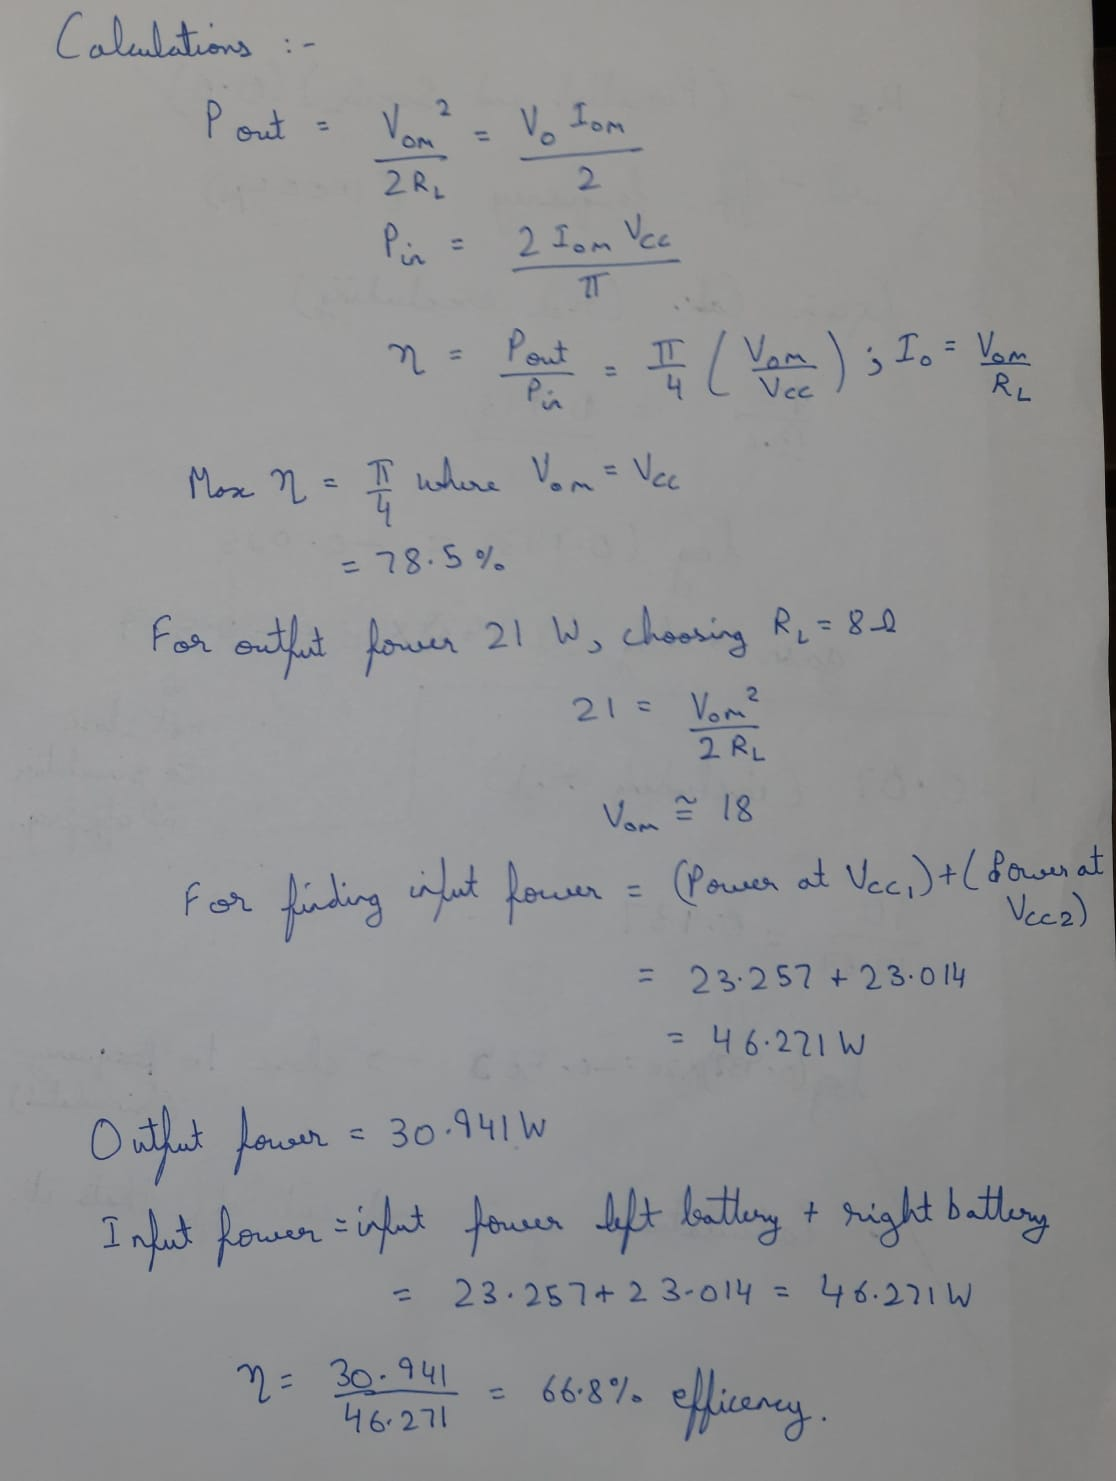 Calculations :-
P out = Vom² / 2RL = Vo Iom / 2
Pin = 2 Iom Vcc / π
η = Pout / Pin = π/4 ( Vom / Vcc ) ; Io = Vom / RL
Max η = π/4 where Vom = Vcc
= 78.5 %
For output power 21 W, choosing RL = 8Ω
21 = Vom² / 2 RL
Vom ≅ 18
For finding input power = (Power at Vcc1) + (Power at
Vcc2)
= 23.257 + 23.014
= 46.271 W
Output power = 30.941 W
Input power = input power left battery + right battery
= 23.257 + 23.014 = 46.271 W
η = 30.941 / 46.271 = 66.8% efficency.